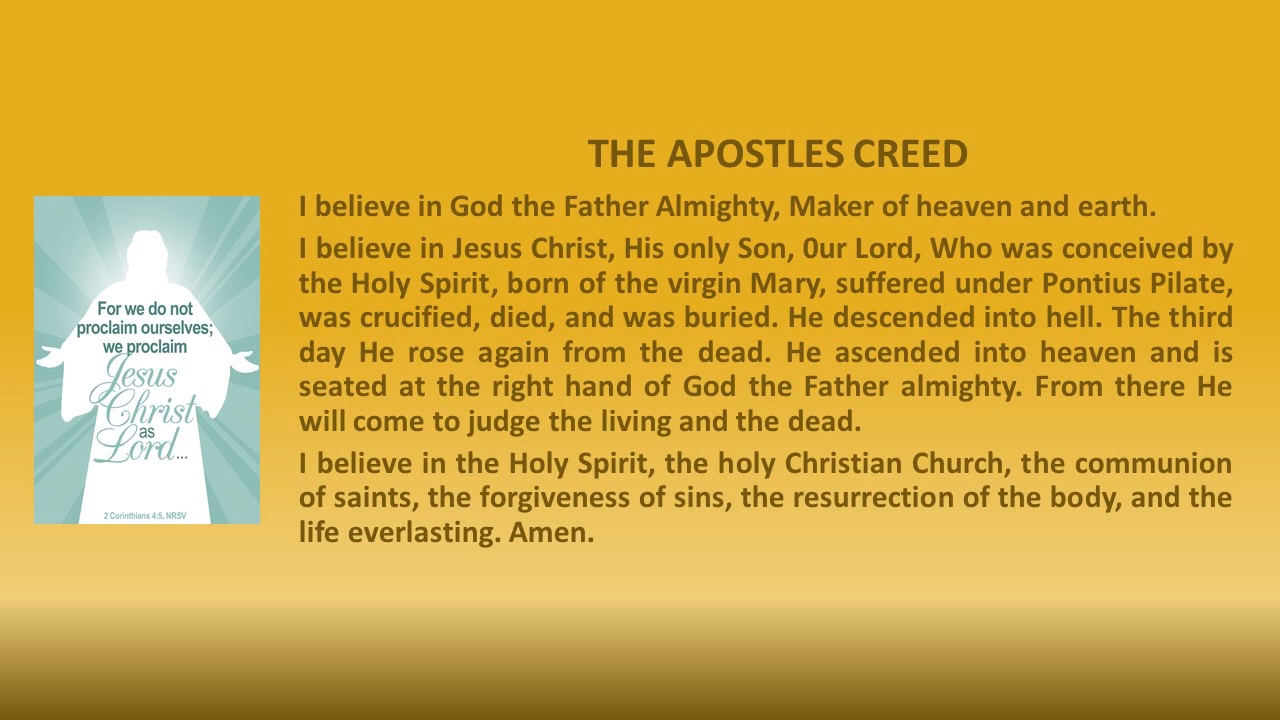 THE APOSTLES CREED
I believe in God the Father Almighty, Maker of heaven and earth.
I believe in Jesus Christ, His only Son, 0ur Lord, Who was conceived by
the Holy Spirit, born of the virgin Mary, suffered under Pontius Pilate,
was crucified, died, and was buried. He descended into hell. The third
day He rose again from the dead. He ascended into heaven and is
seated at the right hand of God the Father almighty. From there He
will come to judge the living and the dead.
I believe in the Holy Spirit, the holy Christian Church, the communion
of saints, the forgiveness of sins, the resurrection of the body, and the
life everlasting. Amen.
For we do not
proclaim ourselves;
we proclaim
Jesus
Christ
as
Lord...
2 Corinthians 4:5, NRSV